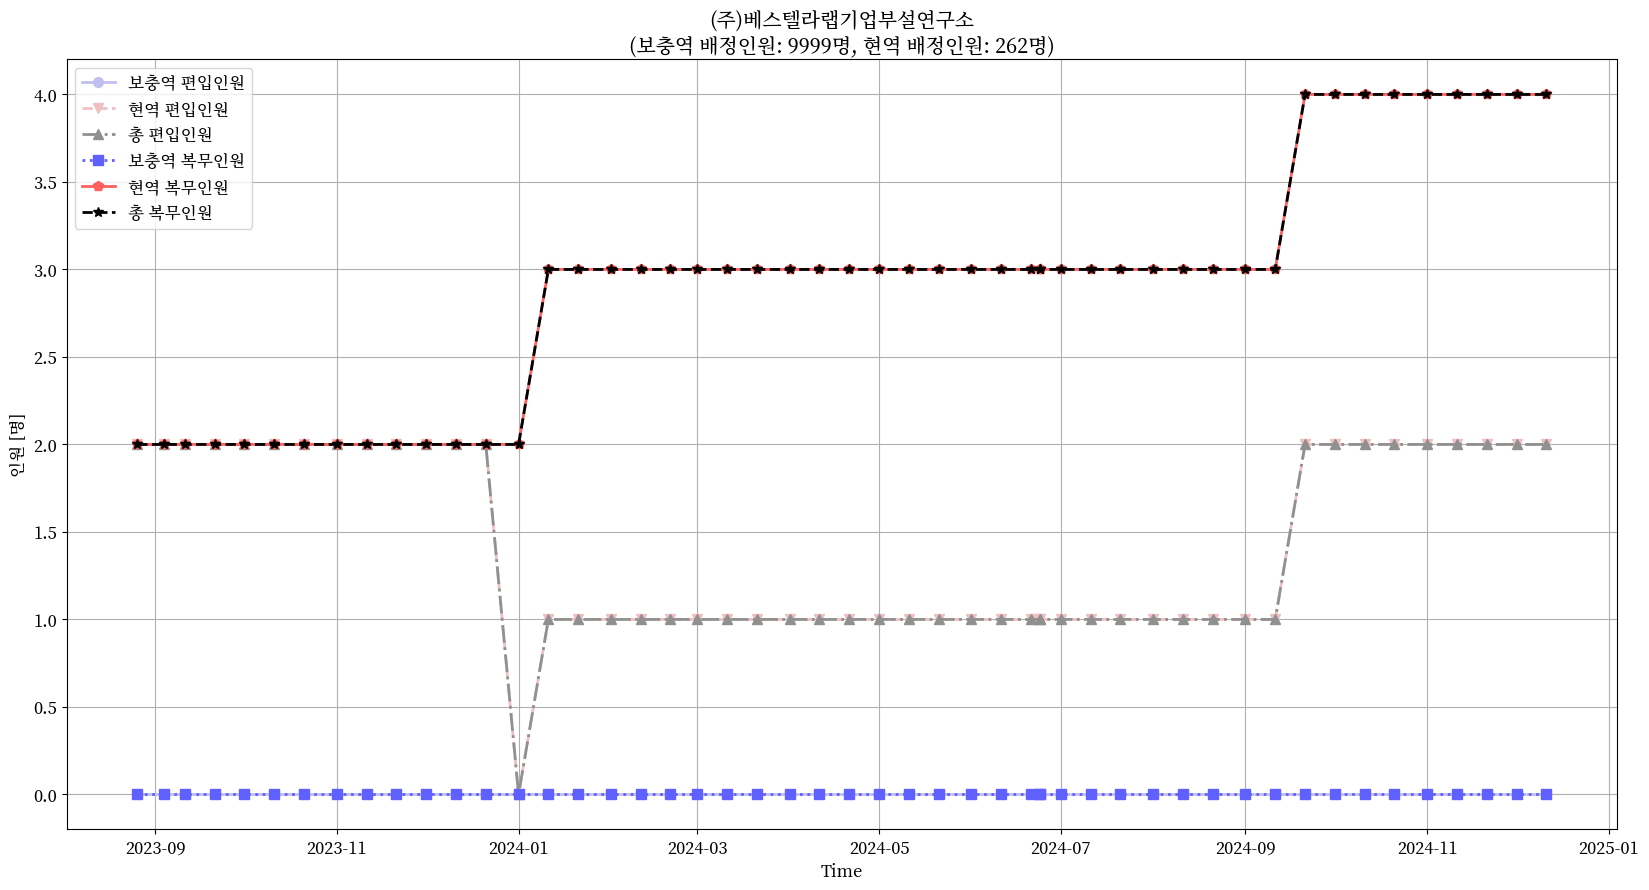 (주)베스텔라랩기업부설연구소
(보충역 배정인원: 9999명, 현역 배정인원: 262명)
보충역 편입인원
현역 편입인원
총 편입인원
보충역 복무인원
현역 복무인원
총 복무인원
4.0
3.5
3.0
2.5
2.0
1.5
1.0
0.5
0.0
인원 [명]
2023-09
2023-11
2024-01
2024-03
2024-05
2024-07
2024-09
2024-11
2025-01
Time